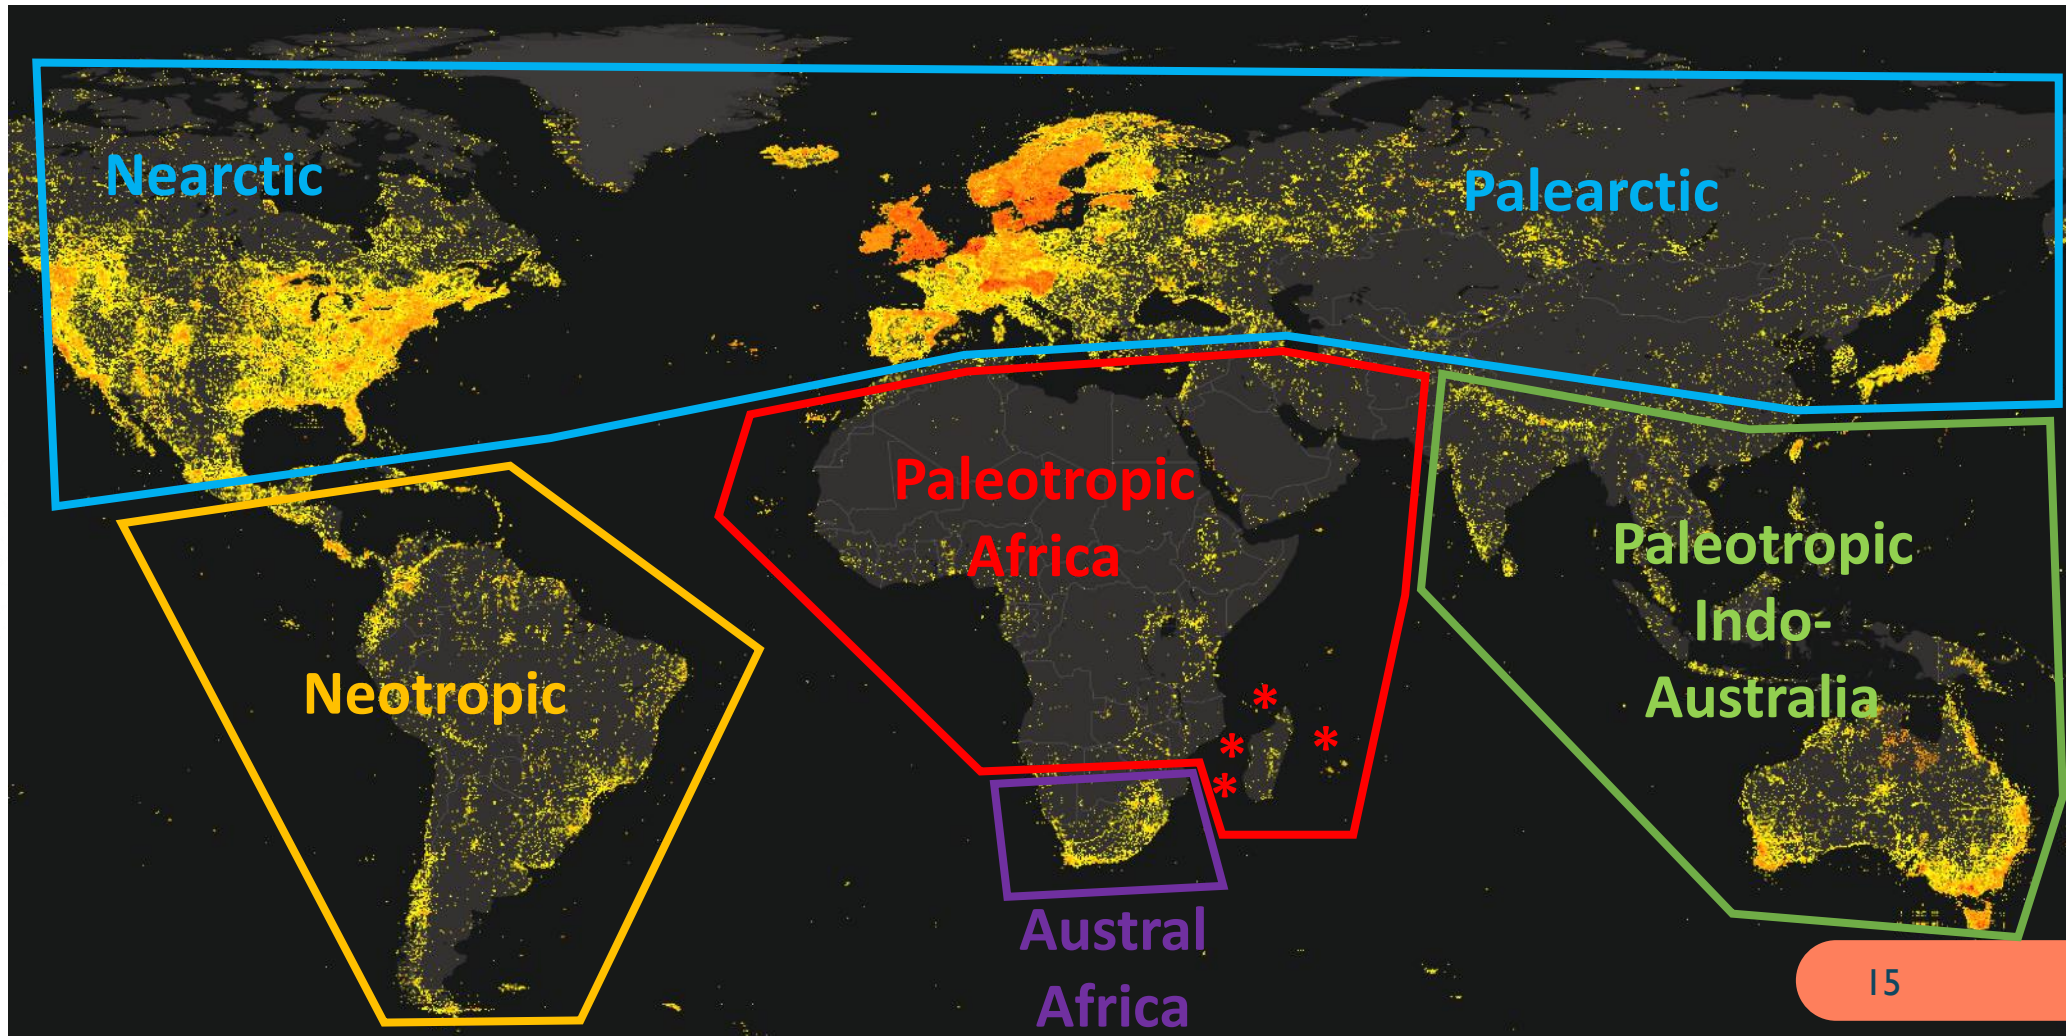 Nearctic
Palearctic
Paleotropic
Africa
Paleotropic
Indo-
Australia
Neotropic
*
*
*
*
Austral
Africa
15